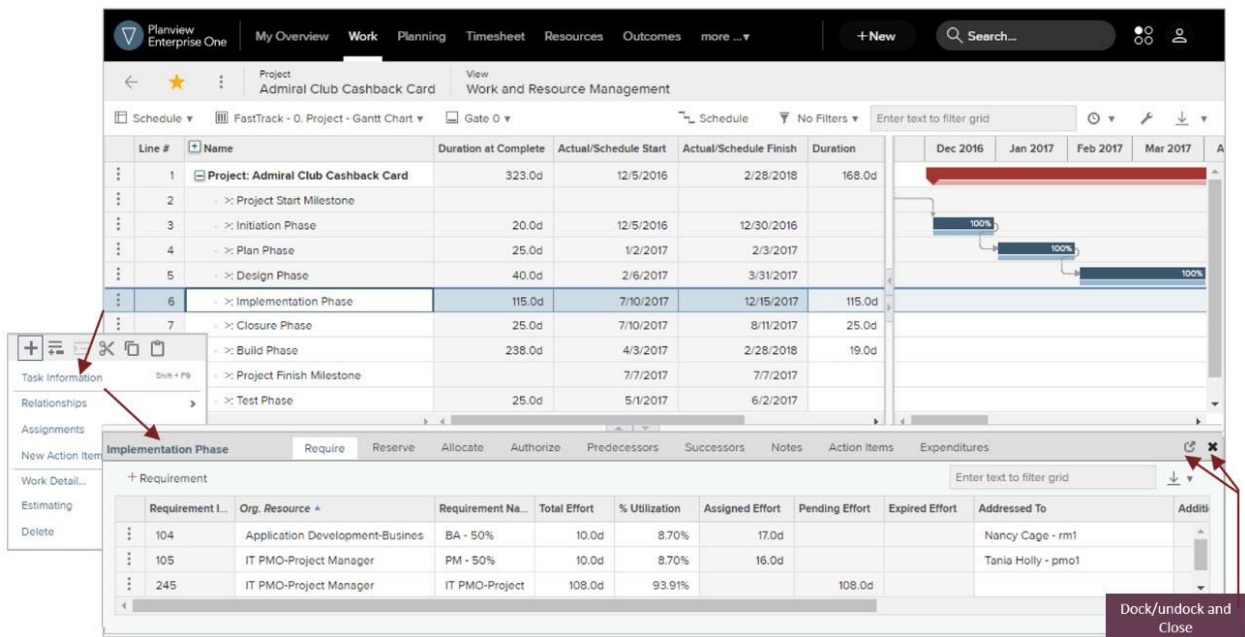 Planview
Enterprise One
My Overview Work Planning Timesheet Resources Outcomes more ...▾ +New Search...
Project
Admiral Club Cashback Card
View
Work and Resource Management
Schedule ▾ FastTrack - 0. Project - Gantt Chart ▾ Gate 0 ▾ Schedule No Filters ▾ Enter text to filter grid
Line # Name Duration at Complete Actual/Schedule Start Actual/Schedule Finish Duration Dec 2016 Jan 2017 Feb 2017 Mar 2017 A
1 Project: Admiral Club Cashback Card 323.0d 12/5/2016 2/28/2018 168.0d
2 >: Project Start Milestone
3 >: Initiation Phase 20.0d 12/5/2016 12/30/2016 100%
4 >: Plan Phase 25.0d 1/2/2017 2/3/2017 100%
5 >: Design Phase 40.0d 2/6/2017 3/31/2017 100%
6 >: Implementation Phase 115.0d 7/10/2017 12/15/2017 115.0d
7 >: Closure Phase 25.0d 7/10/2017 8/11/2017 25.0d
>: Build Phase 238.0d 4/3/2017 2/28/2018 19.0d
>: Project Finish Milestone 7/7/2017 7/7/2017
>: Test Phase 25.0d 5/1/2017 6/2/2017
Task Information Shift + F9
Relationships
Assignments
New Action Item
Work Detail...
Estimating
Delete
Implementation Phase Require Reserve Allocate Authorize Predecessors Successors Notes Action Items Expenditures
+ Requirement Enter text to filter grid
Requirement I... Org. Resource Requirement Na... Total Effort % Utilization Assigned Effort Pending Effort Expired Effort Addressed To Additi
104 Application Development-Busines BA - 50% 10.0d 8.70% 17.0d Nancy Cage - rm1
105 IT PMO-Project Manager PM - 50% 10.0d 8.70% 16.0d Tania Holly - pmo1
245 IT PMO-Project Manager IT PMO-Project 108.0d 93.91% 108.0d
Dock/undock and
Close